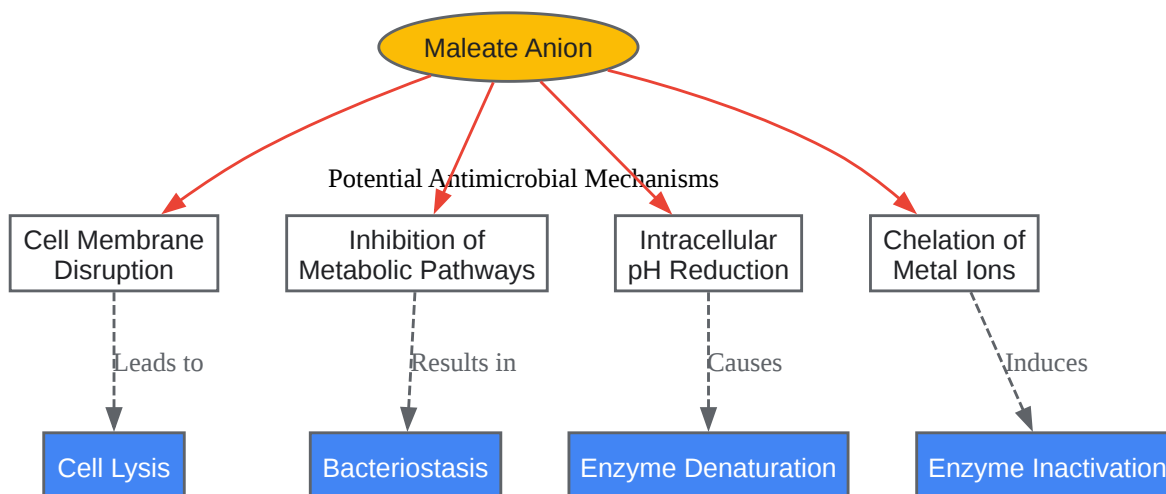 Maleate Anion
Potential Antimicrobial Mechanisms
Cell Membrane
Disruption
Inhibition of
Metabolic Pathways
Intracellular
pH Reduction
Chelation of
Metal Ions
Leads to
Results in
Causes
Induces
Cell Lysis
Bacteriostasis
Enzyme Denaturation
Enzyme Inactivation